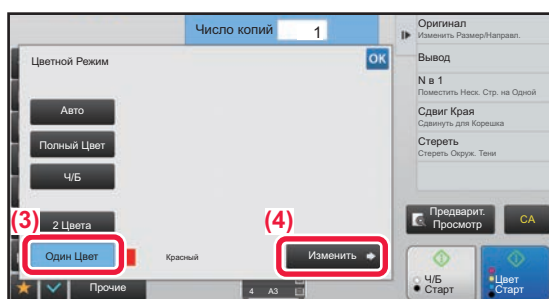 Число копий 1
Цветной Режим
OK
Авто
Полный Цвет
Ч/Б
(3)
2 Цвета
Один Цвет
Красный
(4)
Изменить
Прочие
4 A3
Оригинал
Изменить Размер/Направл.
Вывод
N в 1
Поместить Неск. Стр. на Одной
Сдвиг Края
Сдвинуть для Корешка
Стереть
Стереть Окруж. Тени
Предварит.
Просмотр
CA
Ч/Б
Старт
Цвет
Старт